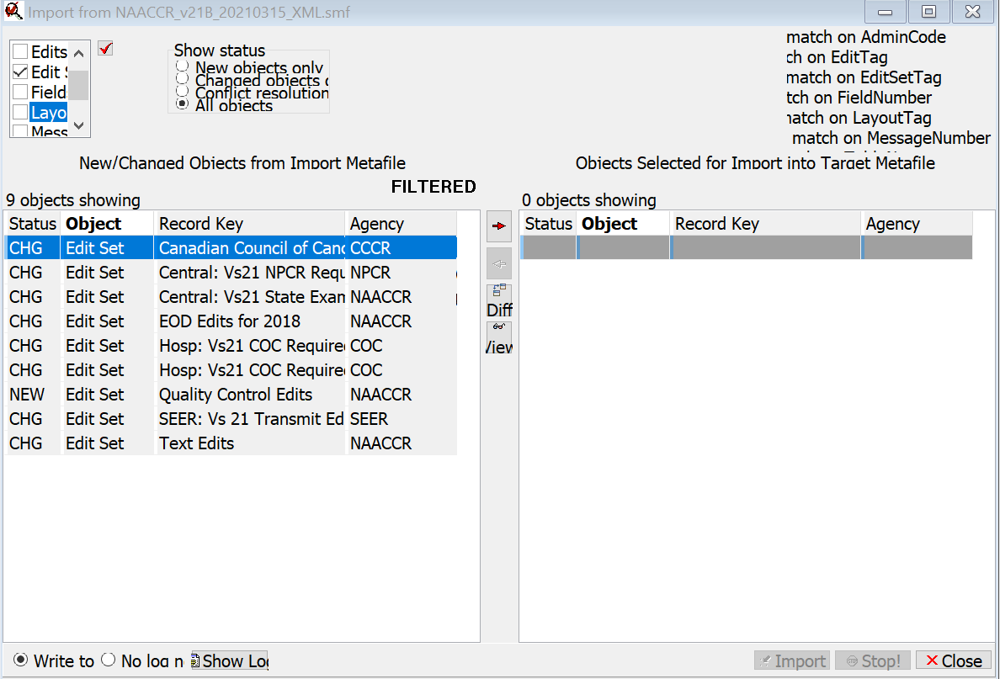 Import from NAACCR_v21B_20210315_XML.smf
Edits
Edit S
Field
Layo
Mess
Show status
New objects only
Changed objects
Conflict resolution
All objects
match on AdminCode
ch on EditTag
match on EditSetTag
tch on FieldNumber
atch on LayoutTag
match on MessageNumber
New/Changed Objects from Import Metafile
Objects Selected for Import into Target Metafile
FILTERED
9 objects showing
0 objects showing
Status Object Record Key Agency
CHG Edit Set Canadian Council of Canc CCCR
CHG Edit Set Central: Vs21 NPCR Requ NPCR
CHG Edit Set Central: Vs21 State Exam NAACCR
CHG Edit Set EOD Edits for 2018 NAACCR
CHG Edit Set Hosp: Vs21 COC Required COC
CHG Edit Set Hosp: Vs21 COC Required COC
NEW Edit Set Quality Control Edits NAACCR
CHG Edit Set SEER: Vs 21 Transmit Ed SEER
CHG Edit Set Text Edits NAACCR
Diff
View
Status Object Record Key Agency
Write to
No log n
Show Log
Import
Stop!
Close